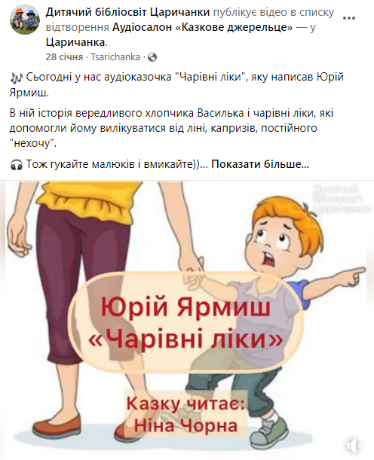 Дитячий бібліосвіт Царичанки публікує відео в списку
відтворення Аудіосалон «Казкове джерельце» — у
Царичанка.
28 січня · Tsarichanka ·
Сьогодні у нас аудіоказочка "Чарівні ліки", яку написав Юрій
Ярмиш.
В ній історія вередливого хлопчика Василька і чарівні ліки, які
допомогли йому вилікуватися від ліні, капризів, постійного
"нехочу".
Тож гукайте малюків і вмикайте))... Показати більше...
Дитячий
бібліосвіт
Царичанки
Юрій Ярмиш
«Чарівні ліки»
Казку читає:
Ніна Чорна